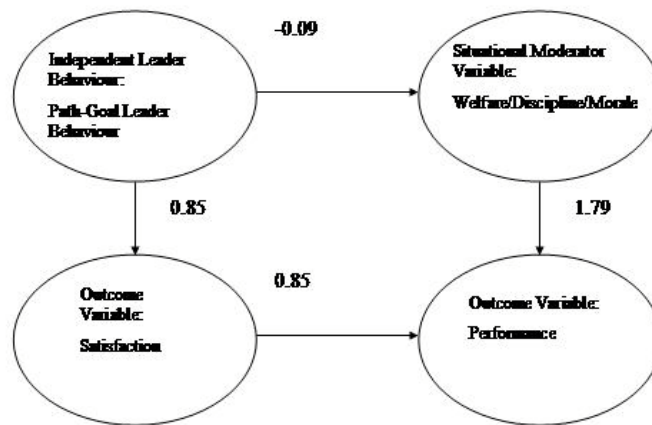 -0.09
Independent Leader
Behaviour:
Path-Goal Leader
Behaviour
Situational Moderator
Variable:
Welfare/Discipline/Morale
0.85
1.79
Outcome
Variable:
Satisfaction
0.85
Outcome Variable:
Performance